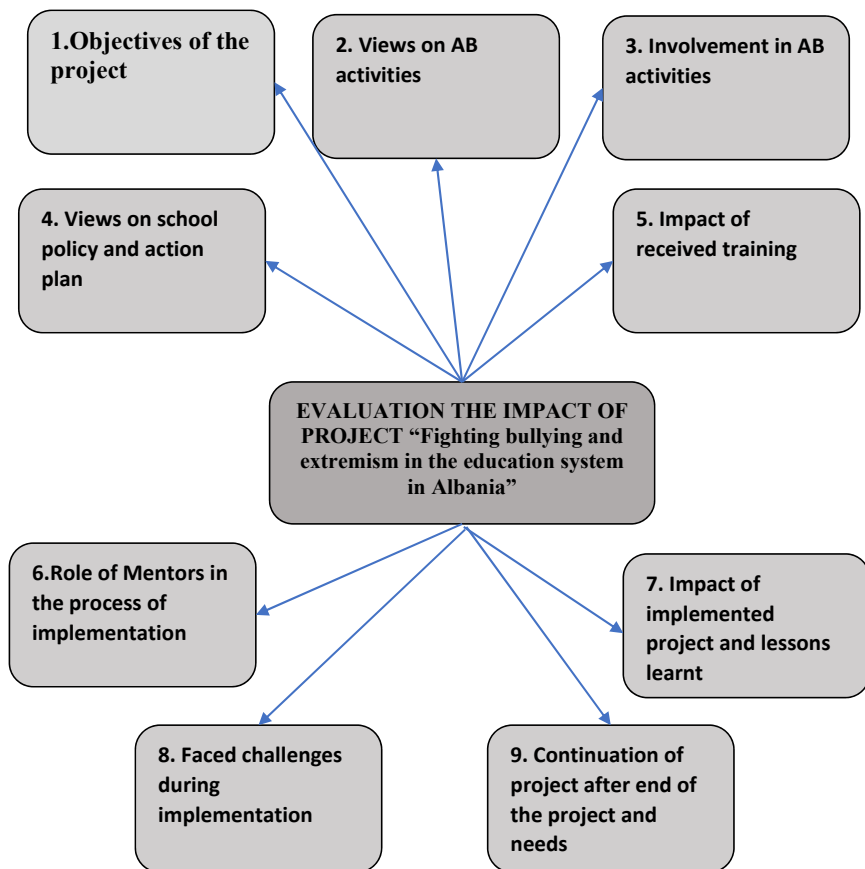 1.Objectives of the
project
2. Views on AB
activities
3. Involvement in AB
activities
4. Views on school
policy and action
plan
5. Impact of
received training
EVALUATION THE IMPACT OF
PROJECT “Fighting bullying and
extremism in the education system
in Albania”
6.Role of Mentors in
the process of
implementation
7. Impact of
implemented
project and lessons
learnt
8. Faced challenges
during
implementation
9. Continuation of
project after end of
the project and
needs